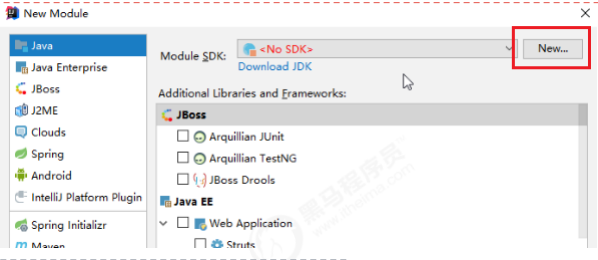 New Module
Java
Java Enterprise
JBoss
J2ME
Clouds
Spring
Android
IntelliJ Platform Plugin
Spring Initializr
Maven
Module SDK:
<No SDK>
New...
Download JDK
Additional Libraries and Frameworks:
JBoss
Arquillian JUnit
Arquillian TestNG
JBoss Drools
Java EE
Web Application
Struts
黑马程序员
www.itheima.com